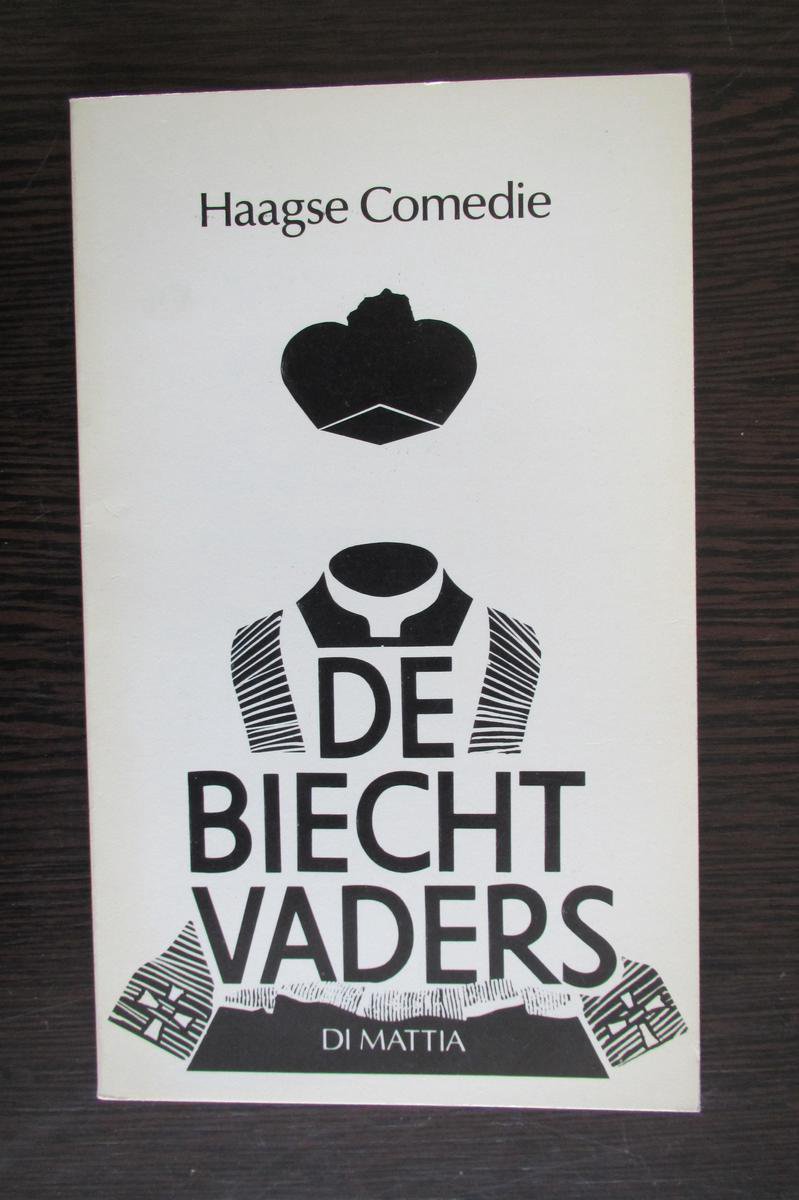 Haagse Comedie
DE
BIECHT
VADERS
DI MATTIA